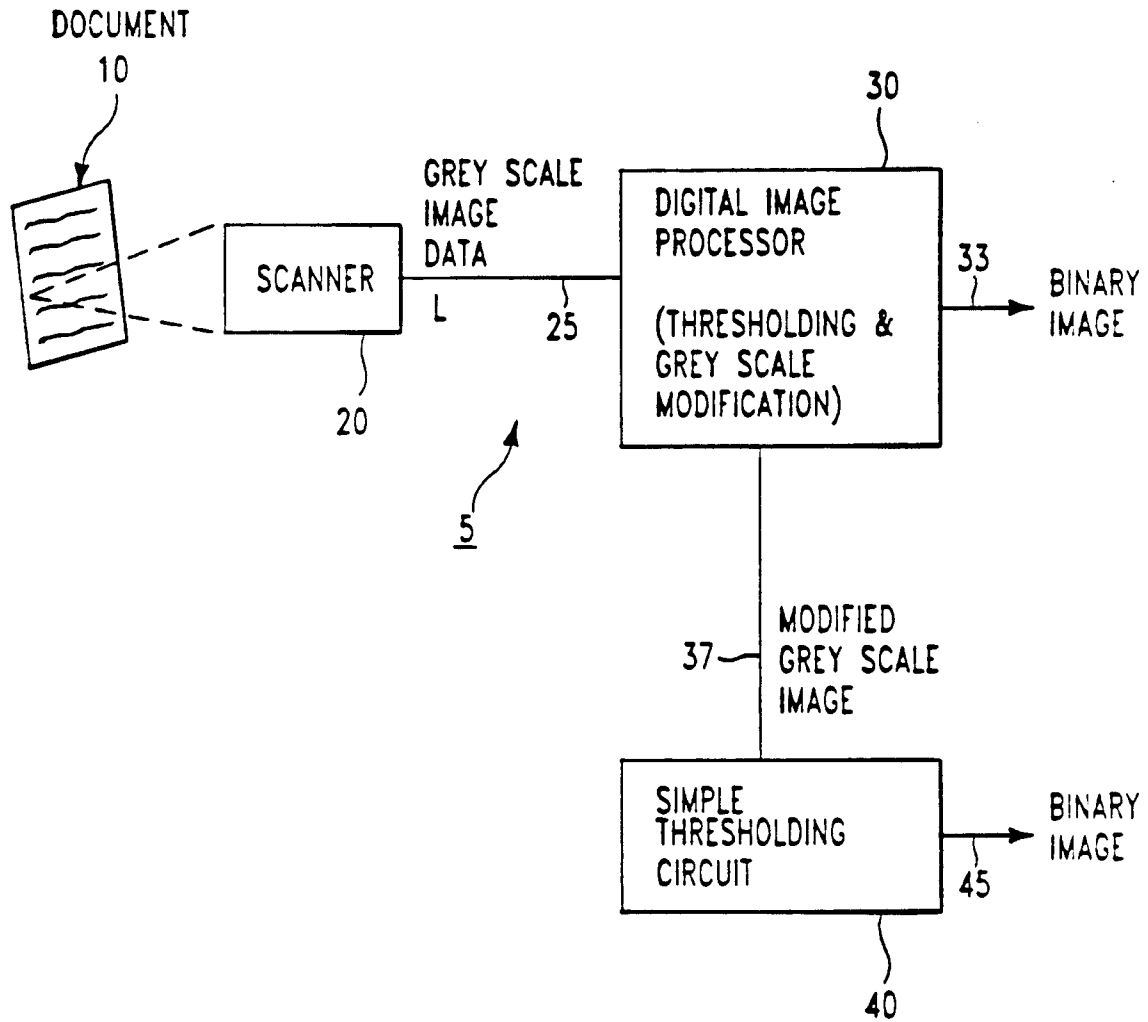 DOCUMENT
10
GREY SCALE
IMAGE
DATA
L
25
SCANNER
20
5
30
DIGITAL IMAGE
PROCESSOR
(THRESHOLDING &
GREY SCALE
MODIFICATION)
33
BINARY
IMAGE
37
MODIFIED
GREY SCALE
IMAGE
SIMPLE
THRESHOLDING
CIRCUIT
40
45
BINARY
IMAGE